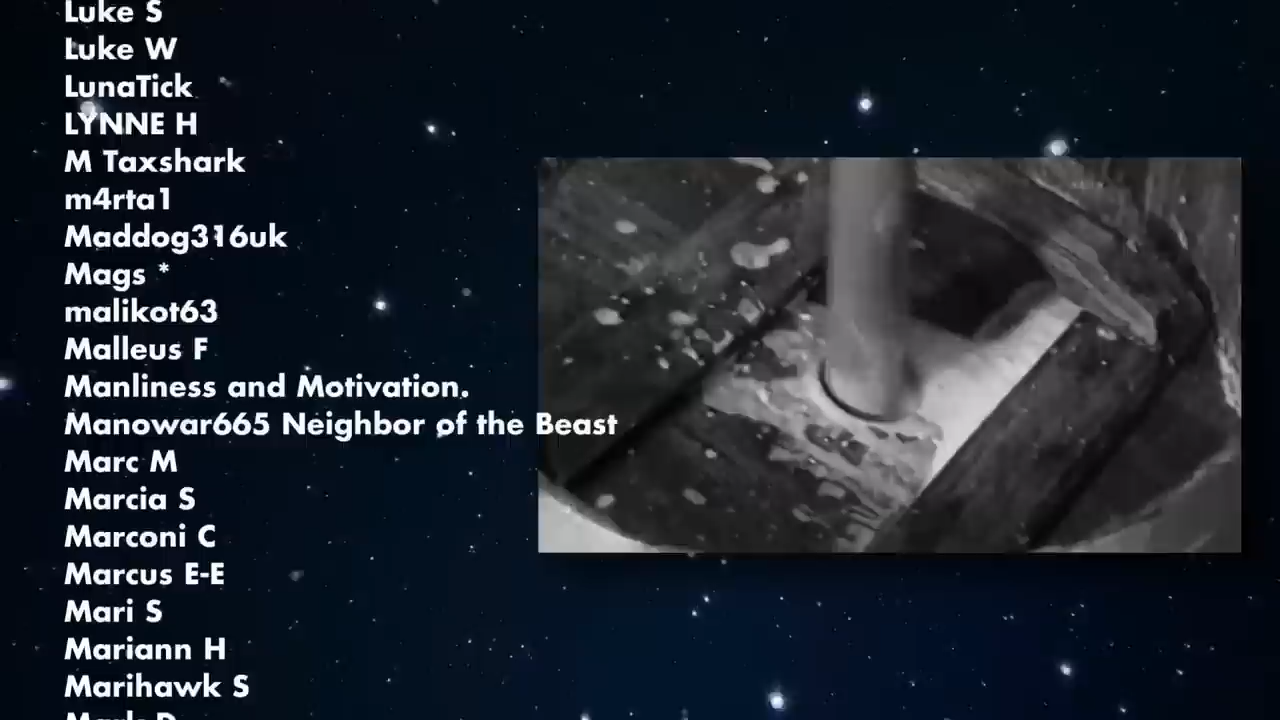 Luke S
Luke W
LunaTick
LYNNE H
M Taxshark
m4rta1
Maddog316uk
Mags *
malikot63
Malleus F
Manliness and Motivation.
Manowar665 Neighbor of the Beast
Marc M
Marcia S
Marconi C
Marcus E-E
Mari S
Mariann H
Marihawk S
Mark D